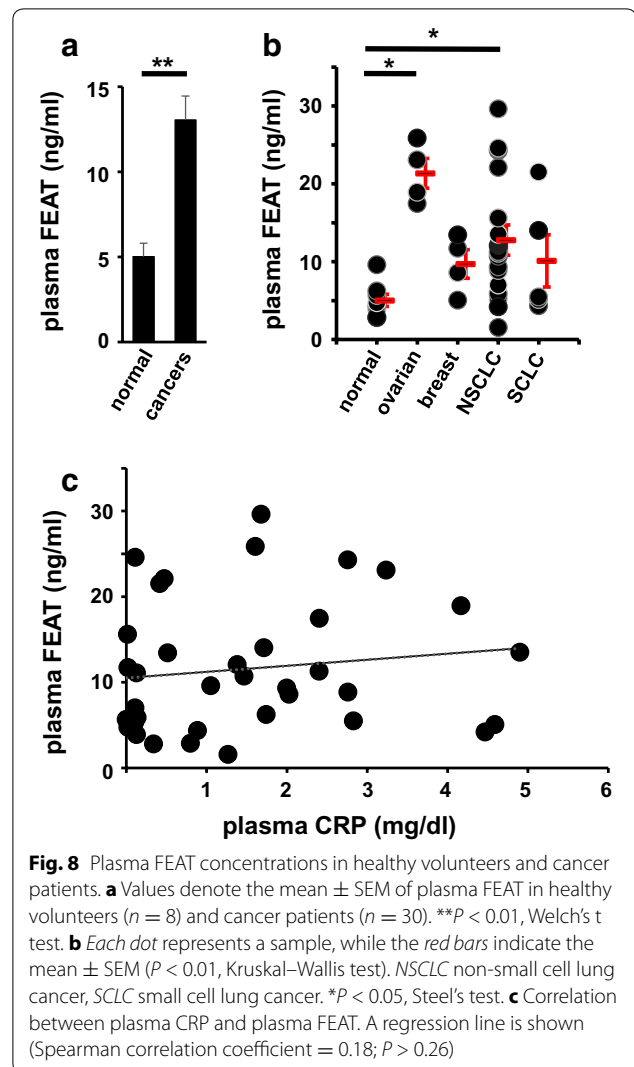 a
**
plasma FEAT (ng/ml)
15
10
5
0
normal
cancers
b
*
*
plasma FEAT (ng/ml)
30
20
10
0
normal
ovarian
breast
NSCLC
SCLC
c
plasma FEAT (ng/ml)
30
20
10
0
1 2 3 4 5 6
plasma CRP (mg/dl)
Fig. 8 Plasma FEAT concentrations in healthy volunteers and cancer
patients. a Values denote the mean ± SEM of plasma FEAT in healthy
volunteers (n = 8) and cancer patients (n = 30). **P < 0.01, Welch's t
test. b Each dot represents a sample, while the red bars indicate the
mean ± SEM (P < 0.01, Kruskal–Wallis test). NSCLC non-small cell lung
cancer, SCLC small cell lung cancer. *P < 0.05, Steel's test. c Correlation
between plasma CRP and plasma FEAT. A regression line is shown
(Spearman correlation coefficient = 0.18; P > 0.26)